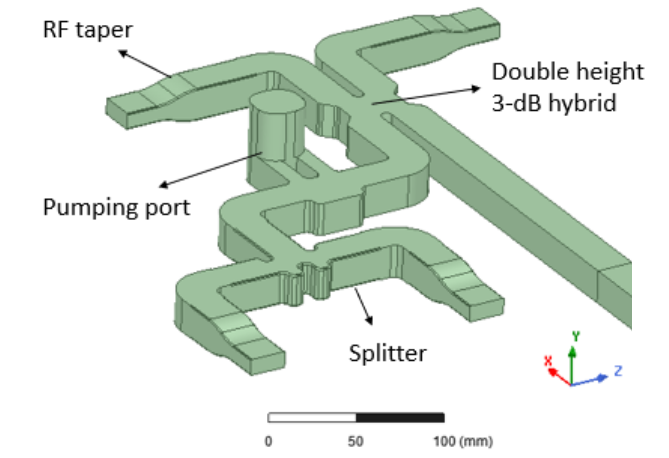 RF taper
Double height
3-dB hybrid
Pumping port
Splitter
Y
X
Z
0 50 100 (mm)